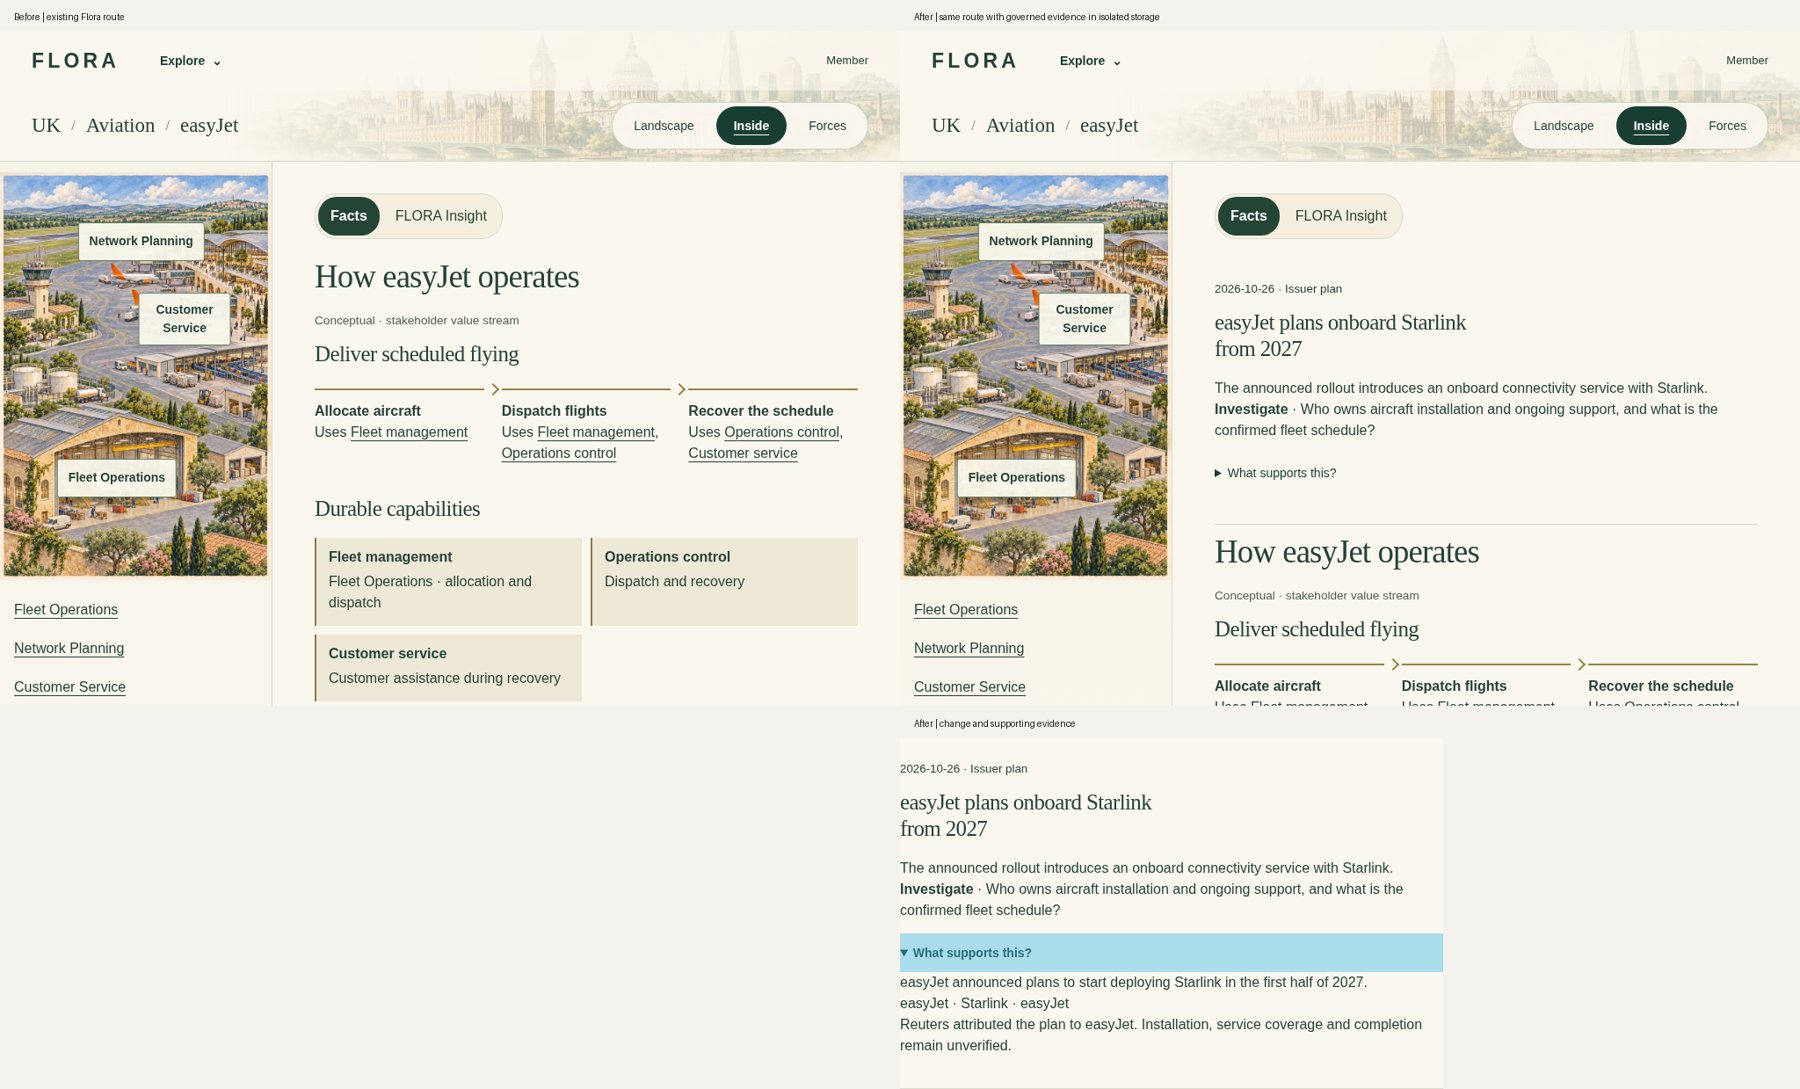 Before | existing Flora route
FLORA
Explore
Member
UK / Aviation / easyJet
Landscape
Inside
Forces
Network Planning
Customer
Service
Fleet Operations
Fleet Operations
Network Planning
Customer Service
Facts
FLORA Insight
How easyJet operates
Conceptual · stakeholder value stream
Deliver scheduled flying
Allocate aircraft
Uses Fleet management
Dispatch flights
Uses Fleet management,
Operations control
Recover the schedule
Uses Operations control,
Customer service
Durable capabilities
Fleet management
Fleet Operations · allocation and
dispatch
Operations control
Dispatch and recovery
Customer service
Customer assistance during recovery
After | same route with governed evidence in isolated storage
FLORA
Explore
Member
UK / Aviation / easyJet
Landscape
Inside
Forces
Network Planning
Customer
Service
Fleet Operations
Fleet Operations
Network Planning
Customer Service
Facts
FLORA Insight
2026-10-26 · Issuer plan
easyJet plans onboard Starlink
from 2027
The announced rollout introduces an onboard connectivity service with Starlink.
Investigate · Who owns aircraft installation and ongoing support, and what is the
confirmed fleet schedule?
What supports this?
How easyJet operates
Conceptual · stakeholder value stream
Deliver scheduled flying
Allocate aircraft
Uses Fleet management
Dispatch flights
Uses Fleet management,
Recover the schedule
Uses Operations control,
After | change and supporting evidence
2026-10-26 · Issuer plan
easyJet plans onboard Starlink
from 2027
The announced rollout introduces an onboard connectivity service with Starlink.
Investigate · Who owns aircraft installation and ongoing support, and what is the
confirmed fleet schedule?
What supports this?
easyJet announced plans to start deploying Starlink in the first half of 2027.
easyJet · Starlink · easyJet
Reuters attributed the plan to easyJet. Installation, service coverage and completion
remain unverified.